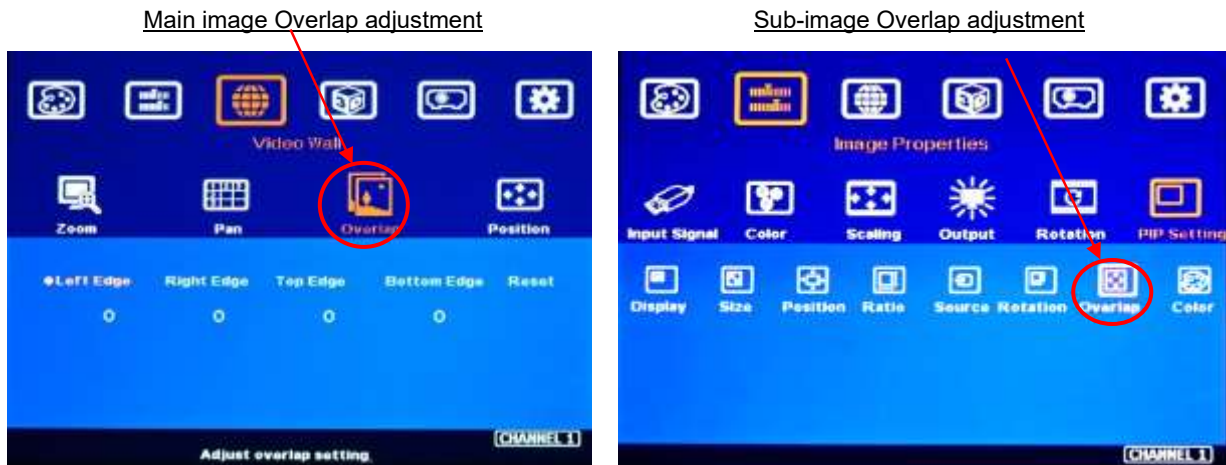 Main image Overlap adjustment
Sub-image Overlap adjustment
Video Wall
Zoom Pan Overlap Position
Left Edge Right Edge Top Edge Bottom Edge Reset
0 0 0 0
CHANNEL 1
Adjust overlap setting
Image Properties
Input Signal Color Scaling Output Rotation PIP Setting
Display Size Position Ratio Source Rotation Overlap Color
CHANNEL 1